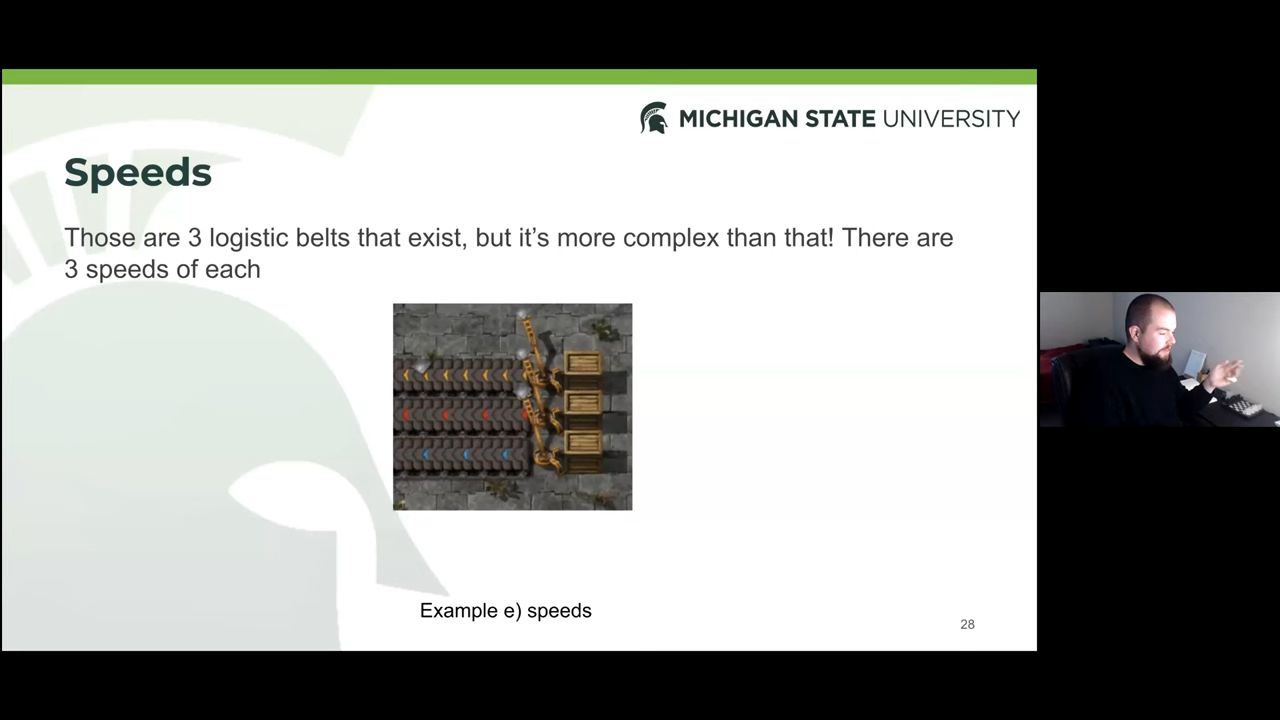 MICHIGAN STATE UNIVERSITY
Speeds
Those are 3 logistic belts that exist, but it’s more complex than that! There are
3 speeds of each
Example e) speeds
28